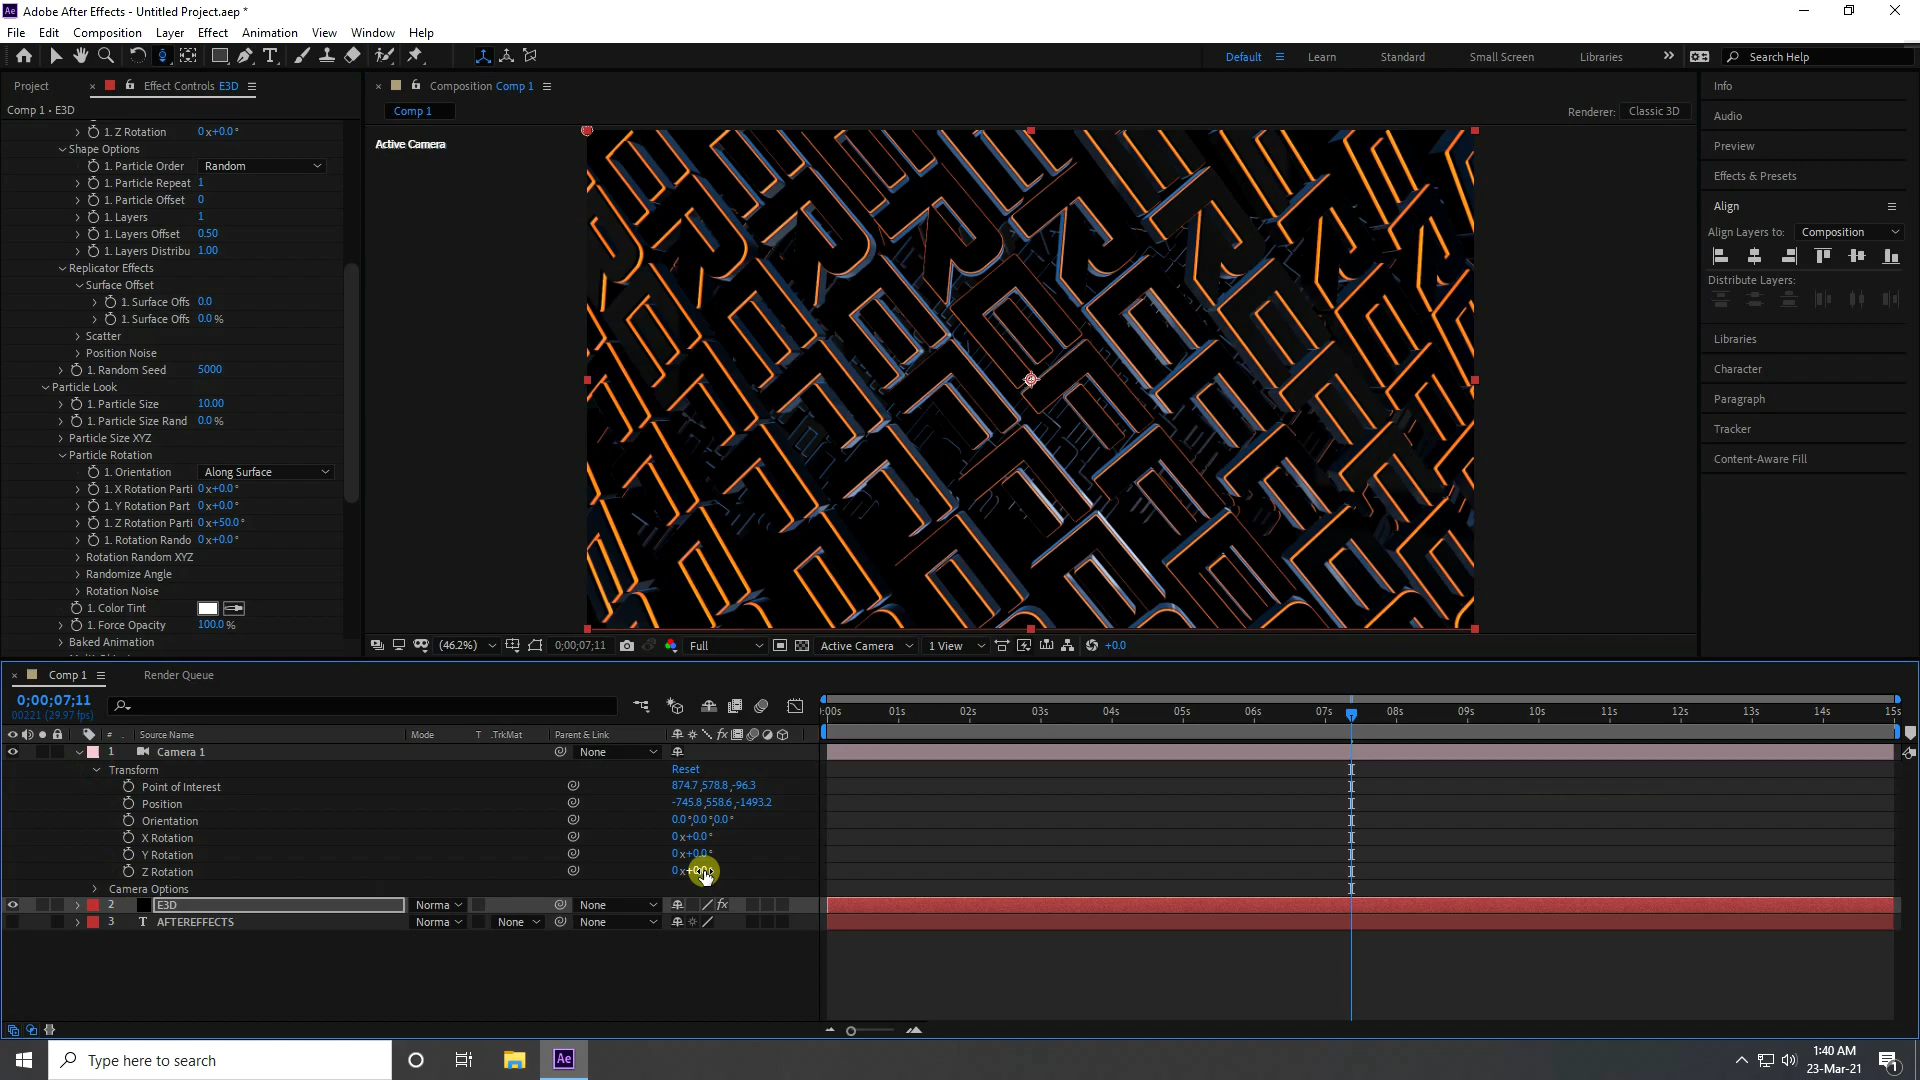 Adobe After Effects - Untitled Project.aep *
File Edit Composition Layer Effect Animation View Window Help
Default Learn Standard Small Screen Libraries Search Help
Project Effect Controls E3D
Comp 1 • E3D
1. Z Rotation 0x+0.0°
Shape Options
1. Particle Order Random
1. Particle Repeat 1
1. Particle Offset 0
1. Layers 1
1. Layers Offset 0.50
1. Layers Distribu 1.00
Replicator Effects
Surface Offset
1. Surface Offs 0.0
1. Surface Offs 0.0 %
Scatter
Position Noise
1. Random Seed 5000
Particle Look
1. Particle Size 10.00
1. Particle Size Rand 0.0 %
Particle Size XYZ
Particle Rotation
1. Orientation Along Surface
1. X Rotation Parti 0x+0.0°
1. Y Rotation Part 0x+0.0°
1. Z Rotation Parti 0x+50.0°
1. Rotation Rando 0x+0.0°
Rotation Random XYZ
Randomize Angle
Rotation Noise
1. Color Tint
1. Force Opacity 100.0 %
Baked Animation
Composition Comp 1
Comp 1
Renderer: Classic 3D
Active Camera
(46.2%) 0;00;07;11 Full Active Camera 1 View +0.0
Info
Audio
Preview
Effects & Presets
Align
Align Layers to: Composition
Distribute Layers:
Libraries
Character
Paragraph
Tracker
Content-Aware Fill
Comp 1 Render Queue
0;00;07;11
00221 (29.97 fps)
:00s 01s 02s 03s 04s 05s 06s 07s 08s 09s 10s 11s 12s 13s 14s 15s
# Source Name Mode T .TrkMat Parent & Link
1 Camera 1 None
Transform Reset
Point of Interest 874.7,578.8,-96.3
Position -745.8,558.6,-1493.2
Orientation 0.0°,0.0°,0.0°
X Rotation 0x+0.0°
Y Rotation 0x+0.0°
Z Rotation 0x+0.0°
Camera Options
2 E3D Norma None
3 T AFTEREFFECTS Norma None None
Type here to search
Ae
1:40 AM
23-Mar-21
1